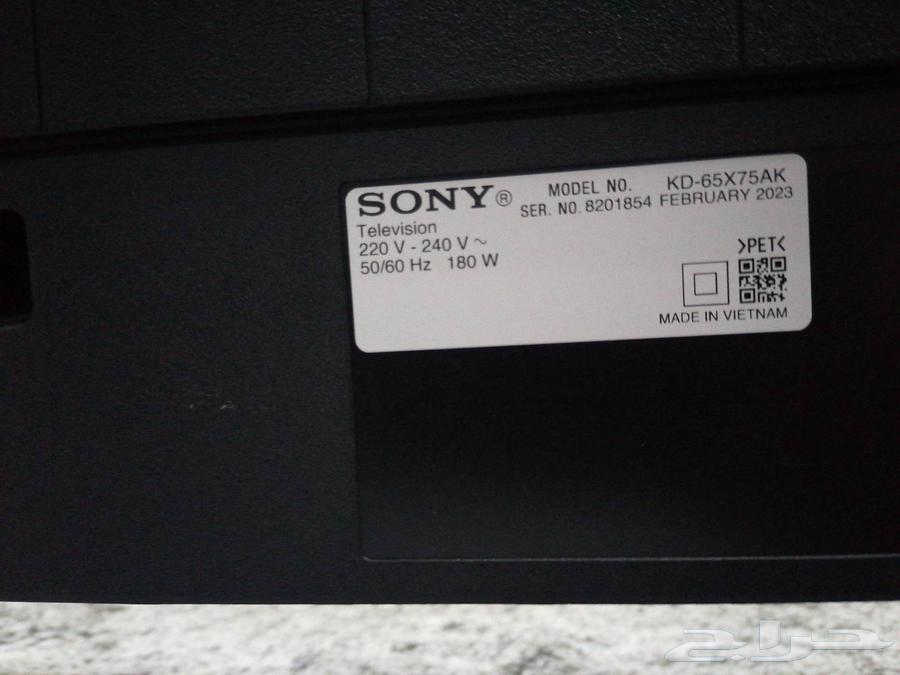 SONY®
MODEL NO. KD-65X75AK
SER. NO. 8201854 FEBRUARY 2023
Television
220 V - 240 V ~
50/60 Hz 180 W
>PET<
MADE IN VIETNAM
حراج